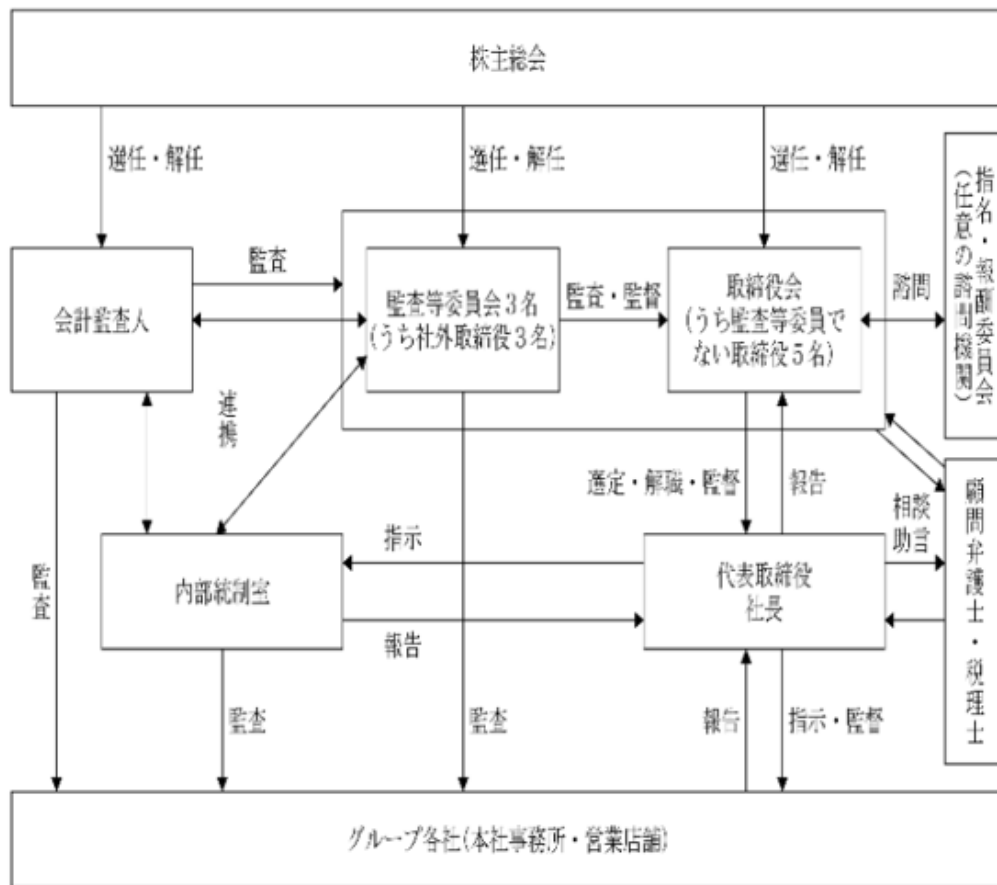 株主総会
選任・解任
選任・解任
選任・解任
指名・報酬委員会
(任意の諮問機関)
監査
会計監査人
監査等委員会3名
(うち社外取締役3名)
監査・監督
取締役会
(うち監査等委員で
ない取締役5名)
諮問
連携
選定・解職・監督
報告
相談
助言
顧問弁護士・税理士
指示
内部統制室
代表取締役
社長
監査
報告
監査
監査
報告
指示・監督
グループ各社(本社事務所・営業店舗)